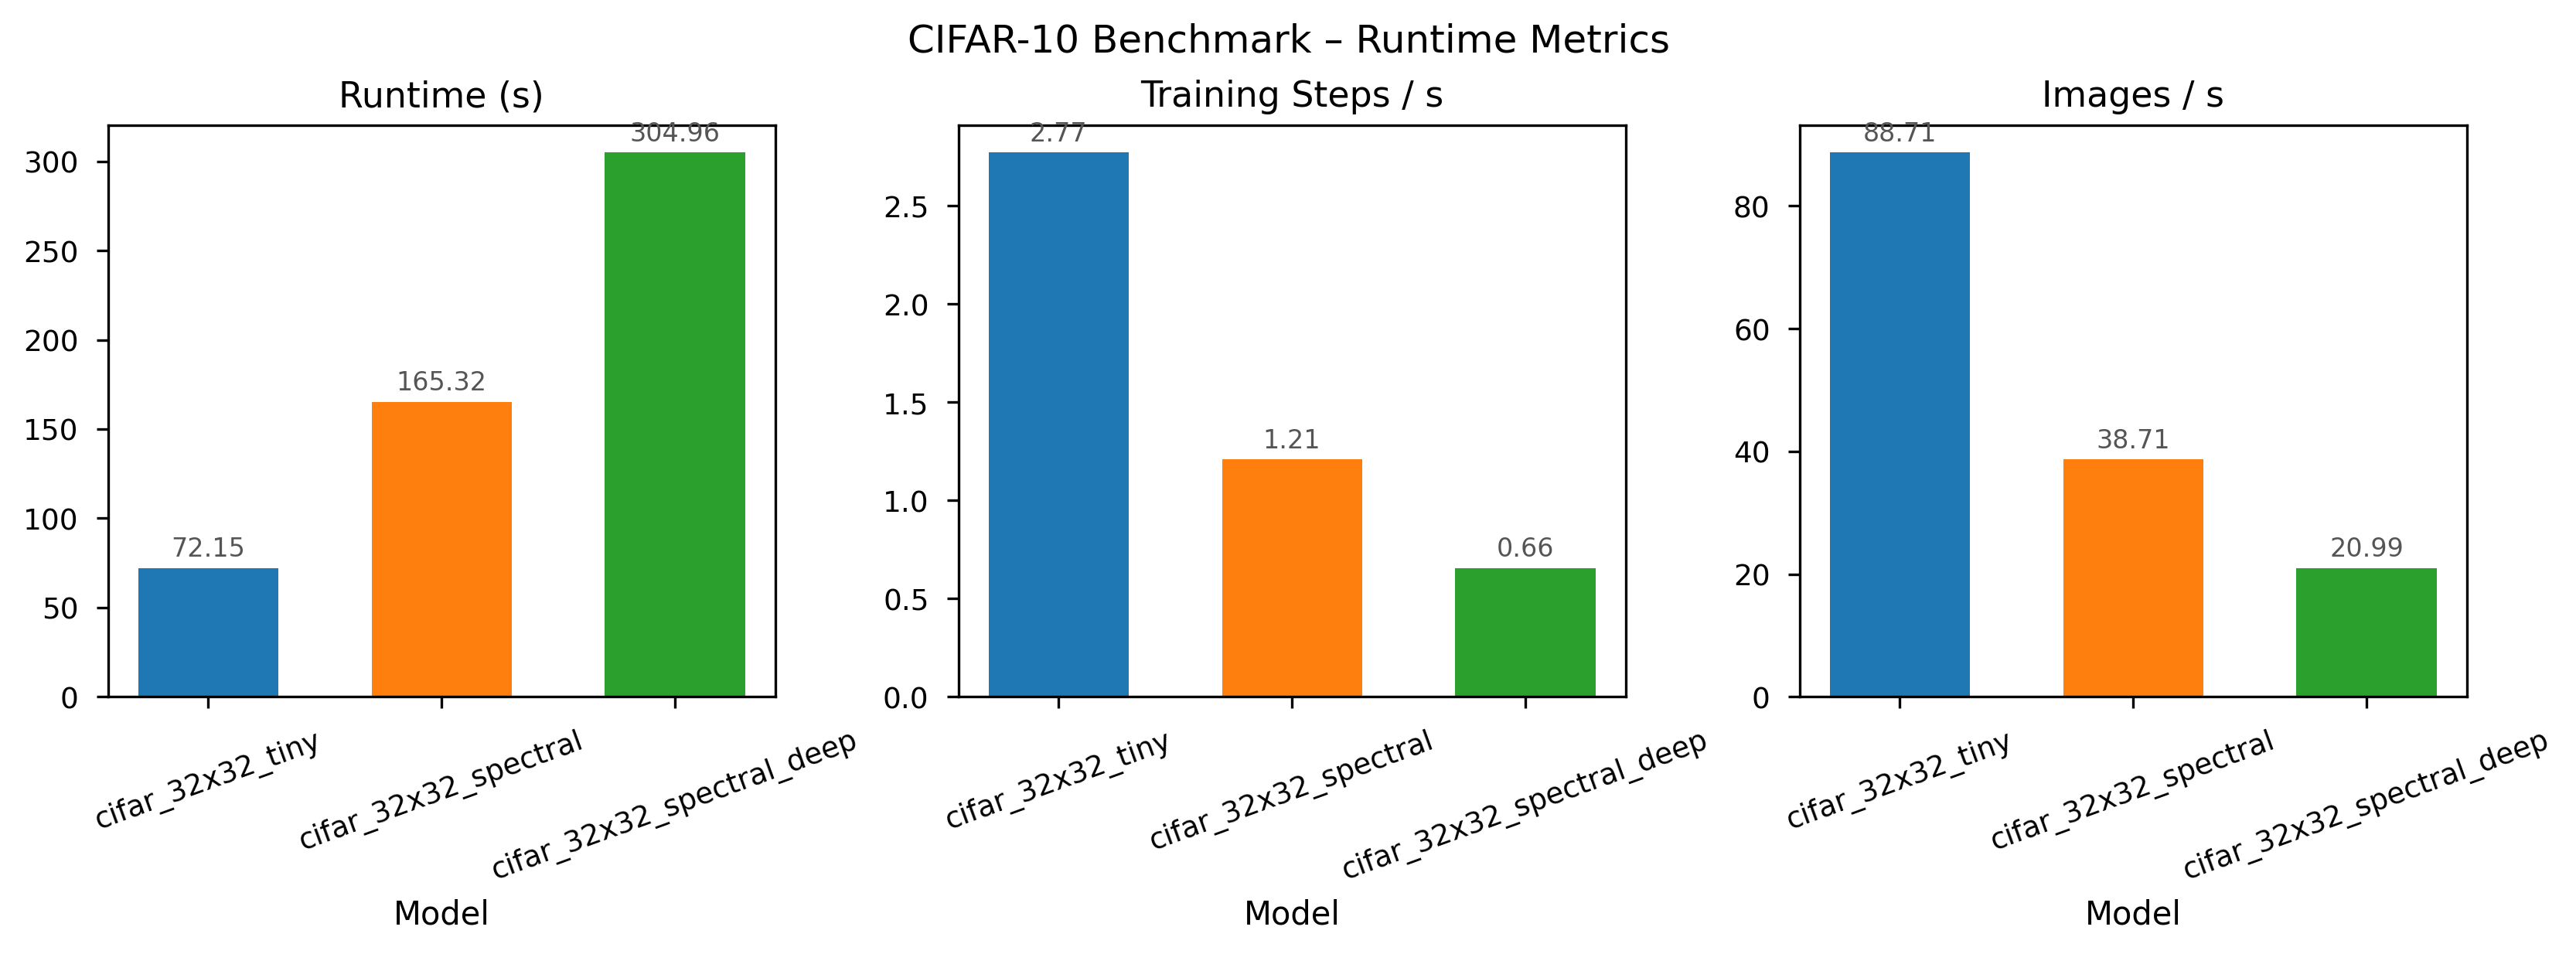 CIFAR-10 Benchmark – Runtime Metrics
Runtime (s)
300
250
200
150
100
50
0
72.15
165.32
304.96
cifar_32x32_tiny
cifar_32x32_spectral
cifar_32x32_spectral_deep
Model
Training Steps / s
2.5
2.0
1.5
1.0
0.5
0.0
2.77
1.21
0.66
cifar_32x32_tiny
cifar_32x32_spectral
cifar_32x32_spectral_deep
Model
Images / s
80
60
40
20
0
88.71
38.71
20.99
cifar_32x32_tiny
cifar_32x32_spectral
cifar_32x32_spectral_deep
Model